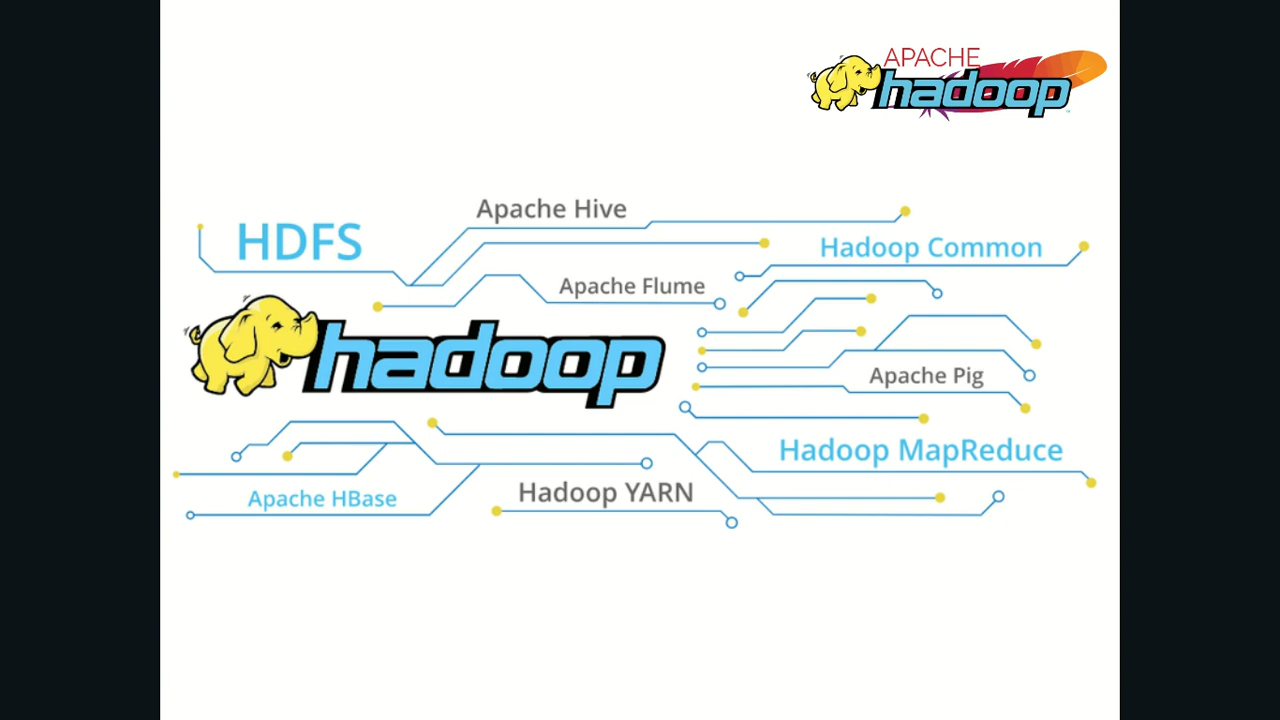 APACHE
hadoop
Apache Hive
HDFS
Hadoop Common
Apache Flume
hadoop
Apache Pig
Hadoop MapReduce
Apache HBase
Hadoop YARN